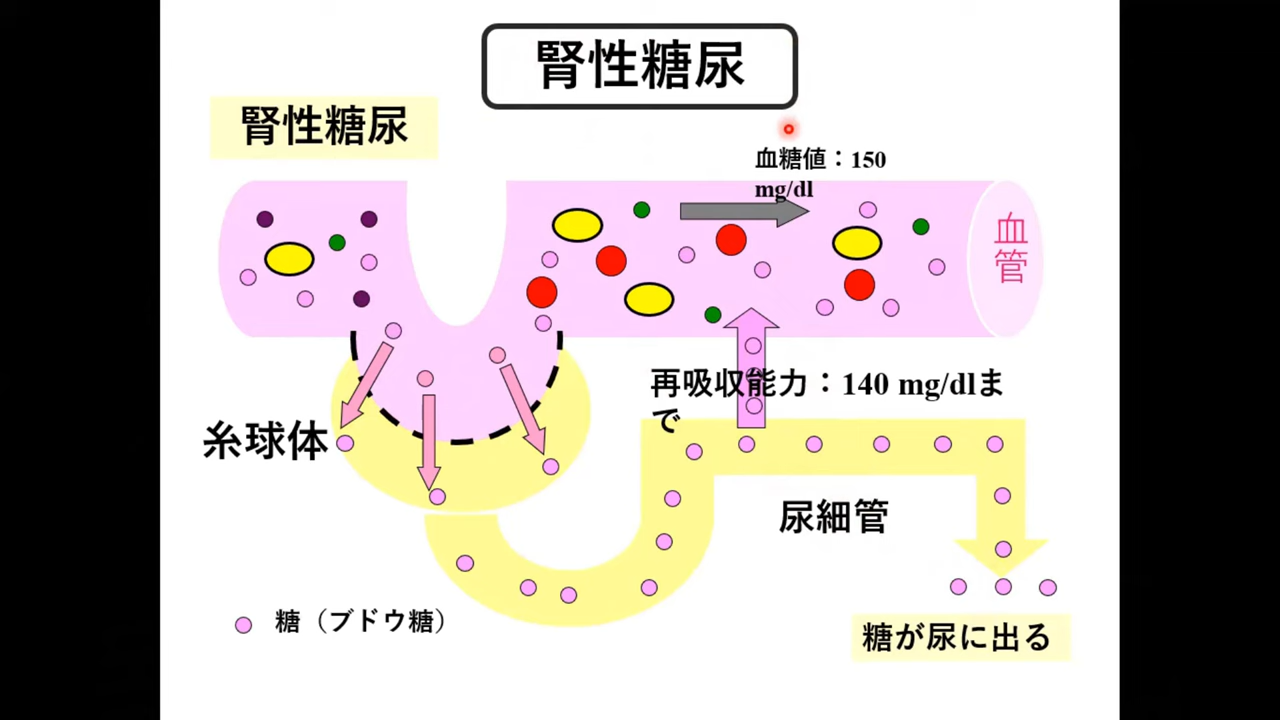 腎性糖尿
腎性糖尿
血糖値：150
mg/dl
血
管
再吸収能力：140 mg/dlま
で
糸球体
尿細管
糖（ブドウ糖）
糖が尿に出る